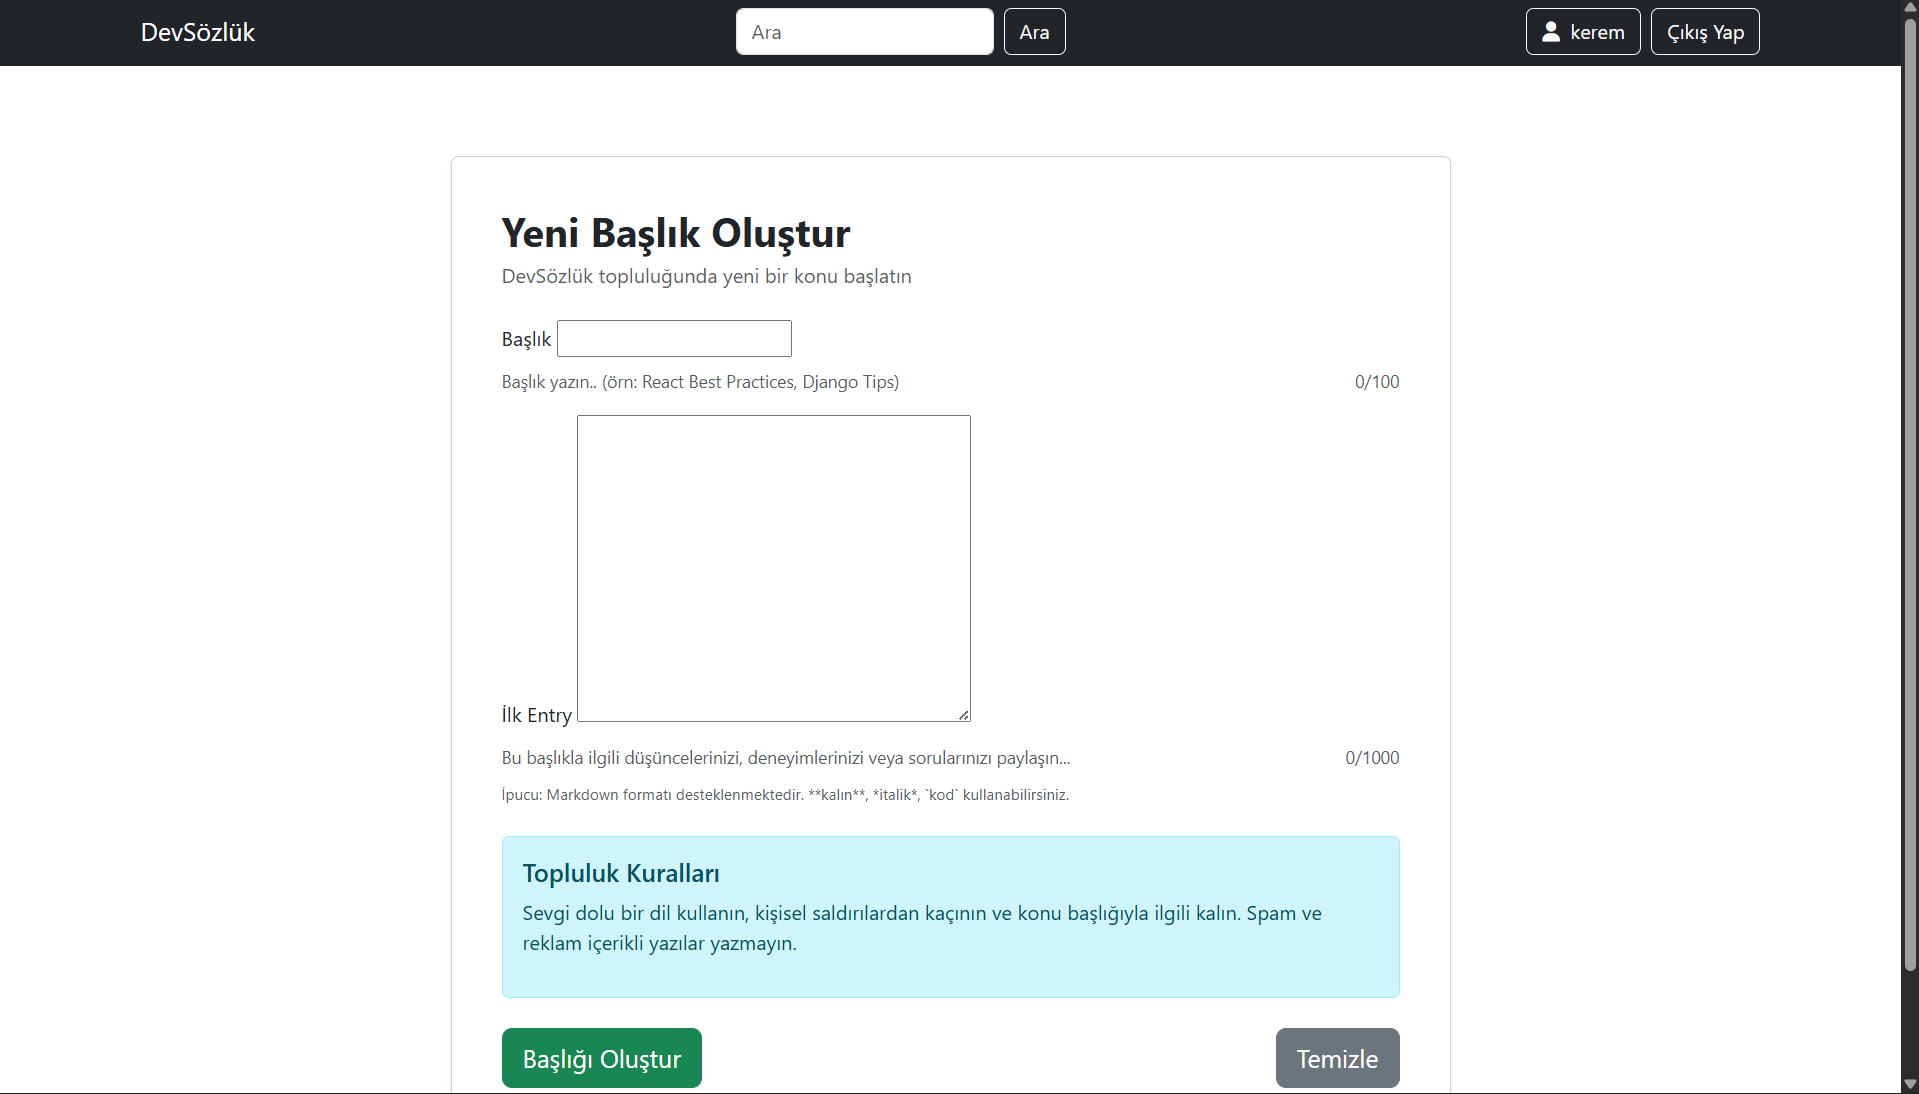 DevSözlük
Ara
Ara
kerem
Çıkış Yap
Yeni Başlık Oluştur
DevSözlük topluluğunda yeni bir konu başlatın
Başlık
Başlık yazın.. (örn: React Best Practices, Django Tips)
0/100
İlk Entry
Bu başlıkla ilgili düşüncelerinizi, deneyimlerinizi veya sorularınızı paylaşın...
0/1000
İpucu: Markdown formatı desteklenmektedir. **kalın**, *italik*, `kod` kullanabilirsiniz.
Topluluk Kuralları
Sevgi dolu bir dil kullanın, kişisel saldırılardan kaçının ve konu başlığıyla ilgili kalın. Spam ve
reklam içerikli yazılar yazmayın.
Başlığı Oluştur
Temizle